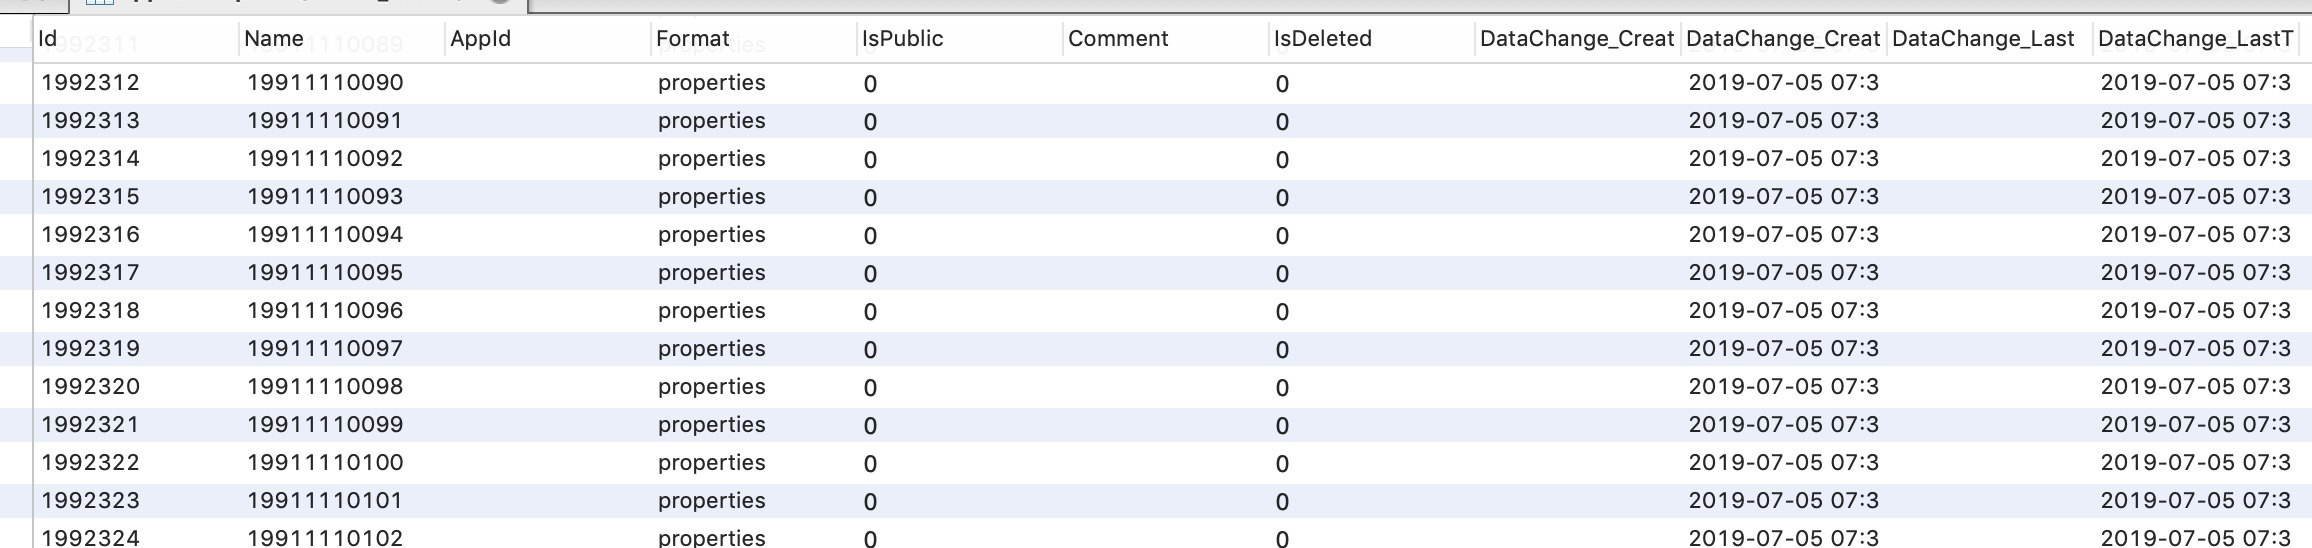 Id Name AppId Format IsPublic Comment IsDeleted DataChange_Creat DataChange_Creat DataChange_Last DataChange_LastT
1992312 19911110090 properties 0 0 2019-07-05 07:3 2019-07-05 07:3
1992313 19911110091 properties 0 0 2019-07-05 07:3 2019-07-05 07:3
1992314 19911110092 properties 0 0 2019-07-05 07:3 2019-07-05 07:3
1992315 19911110093 properties 0 0 2019-07-05 07:3 2019-07-05 07:3
1992316 19911110094 properties 0 0 2019-07-05 07:3 2019-07-05 07:3
1992317 19911110095 properties 0 0 2019-07-05 07:3 2019-07-05 07:3
1992318 19911110096 properties 0 0 2019-07-05 07:3 2019-07-05 07:3
1992319 19911110097 properties 0 0 2019-07-05 07:3 2019-07-05 07:3
1992320 19911110098 properties 0 0 2019-07-05 07:3 2019-07-05 07:3
1992321 19911110099 properties 0 0 2019-07-05 07:3 2019-07-05 07:3
1992322 19911110100 properties 0 0 2019-07-05 07:3 2019-07-05 07:3
1992323 19911110101 properties 0 0 2019-07-05 07:3 2019-07-05 07:3
1992324 19911110102 properties 0 0 2019-07-05 07:3 2019-07-05 07:3